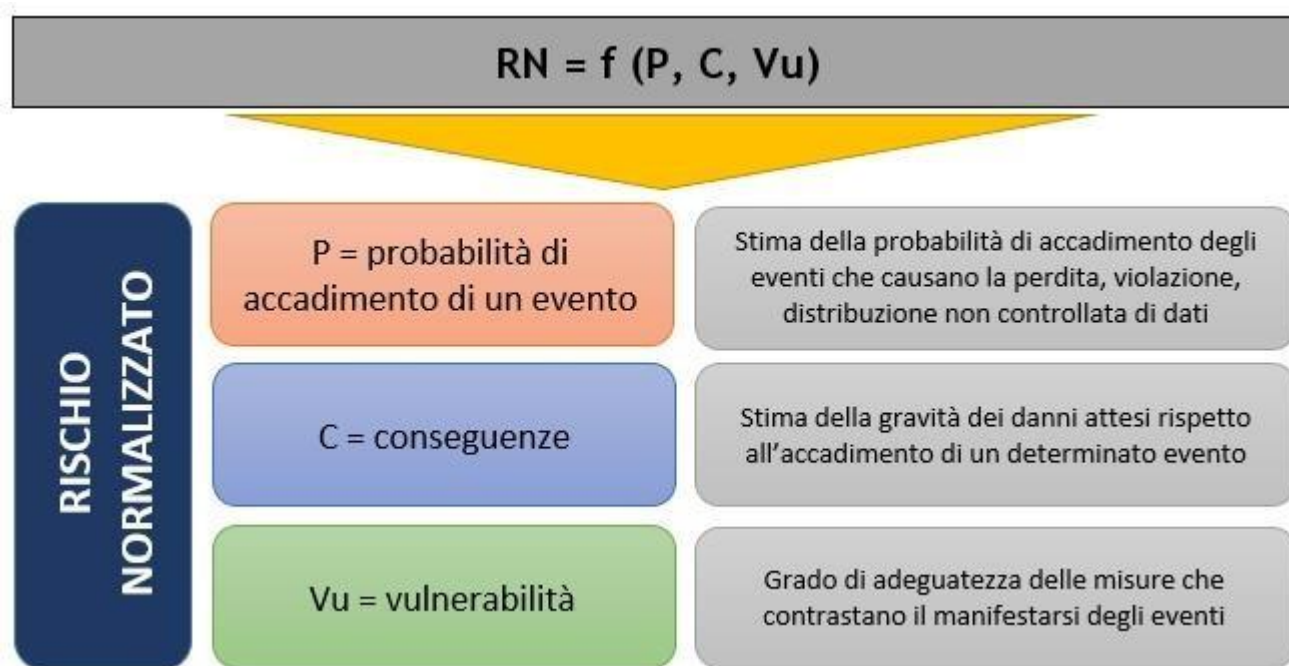 RN = f (P, C, Vu)
RISCHIO
NORMALIZZATO
P = probabilità di
accadimento di un evento
Stima della probabilità di accadimento degli
eventi che causano la perdita, violazione,
distribuzione non controllata di dati
C = conseguenze
Stima della gravità dei danni attesi rispetto
all’accadimento di un determinato evento
Vu = vulnerabilità
Grado di adeguatezza delle misure che
contrastano il manifestarsi degli eventi